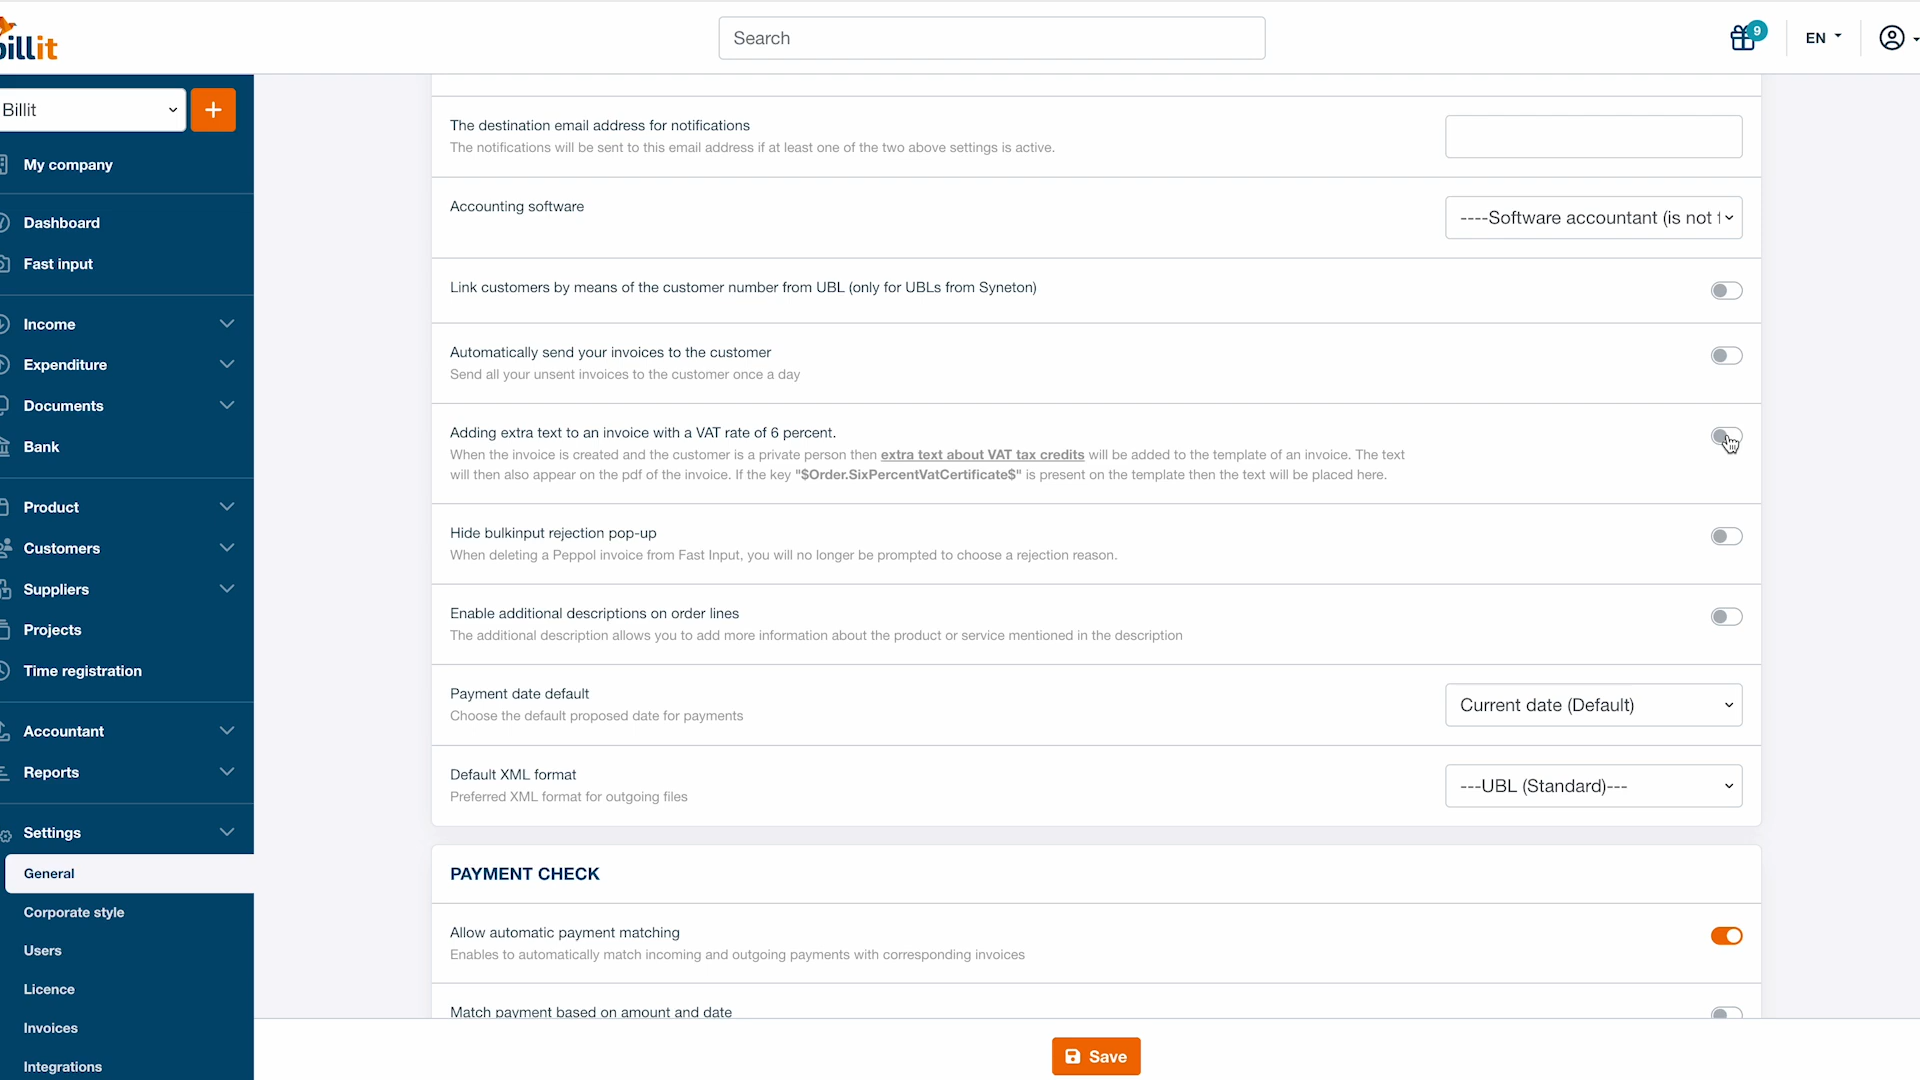 billit
Search
9
EN
Billit
+
My company
Dashboard
Fast input
Income
Expenditure
Documents
Bank
Product
Customers
Suppliers
Projects
Time registration
Accountant
Reports
Settings
General
Corporate style
Users
Licence
Invoices
Integrations
The destination email address for notifications
The notifications will be sent to this email address if at least one of the two above settings is active.
Accounting software
----Software accountant (is not
Link customers by means of the customer number from UBL (only for UBLs from Syneton)
Automatically send your invoices to the customer
Send all your unsent invoices to the customer once a day
Adding extra text to an invoice with a VAT rate of 6 percent.
When the invoice is created and the customer is a private person then extra text about VAT tax credits will be added to the template of an invoice. The text
will then also appear on the pdf of the invoice. If the key "$Order.SixPercentVatCertificate$" is present on the template then the text will be placed here.
Hide bulkinput rejection pop-up
When deleting a Peppol invoice from Fast Input, you will no longer be prompted to choose a rejection reason.
Enable additional descriptions on order lines
The additional description allows you to add more information about the product or service mentioned in the description
Payment date default
Choose the default proposed date for payments
Current date (Default)
Default XML format
Preferred XML format for outgoing files
---UBL (Standard)---
PAYMENT CHECK
Allow automatic payment matching
Enables to automatically match incoming and outgoing payments with corresponding invoices
Match payment based on amount and date
Save